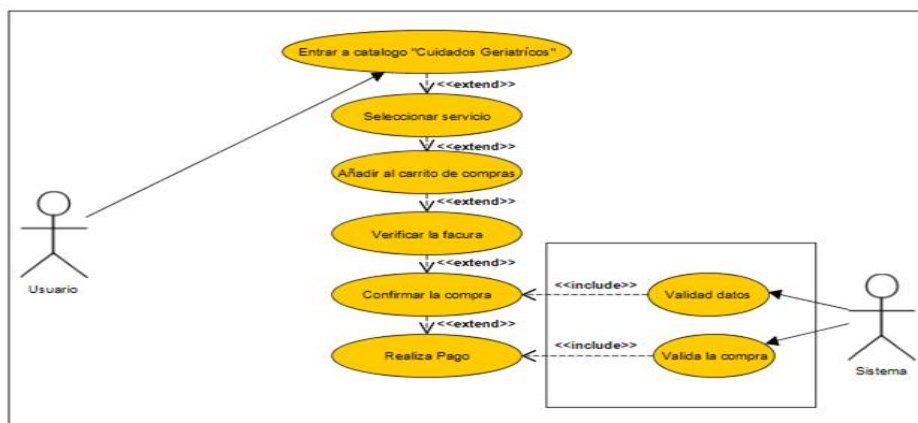 Entrar a catalogo "Cuidados Geriatrícos"
<<extend>>
Seleccionar servicio
<<extend>>
Añadir al carrito de compras
<<extend>>
Verificar la facura
<<extend>>
Confirmar la compra
<<include>>
Validad datos
<<extend>>
Realiza Pago
<<include>>
Valida la compra
Usuario
Sistema